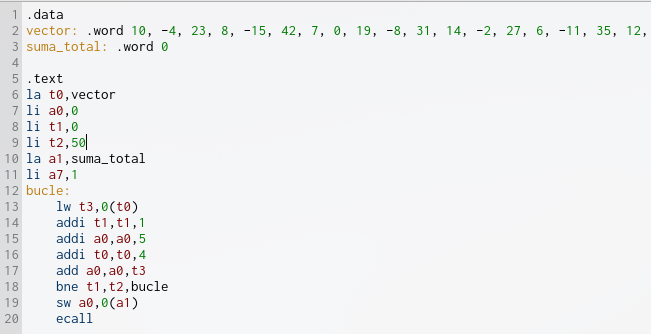 1 .data
2 vector: .word 10, -4, 23, 8, -15, 42, 7, 0, 19, -8, 31, 14, -2, 27, 6, -11, 35, 12,
3 suma_total: .word 0
4
5 .text
6 la t0,vector
7 li a0,0
8 li t1,0
9 li t2,50
10 la a1,suma_total
11 li a7,1
12 bucle:
13 lw t3,0(t0)
14 addi t1,t1,1
15 addi a0,a0,5
16 addi t0,t0,4
17 add a0,a0,t3
18 bne t1,t2,bucle
19 sw a0,0(a1)
20 ecall